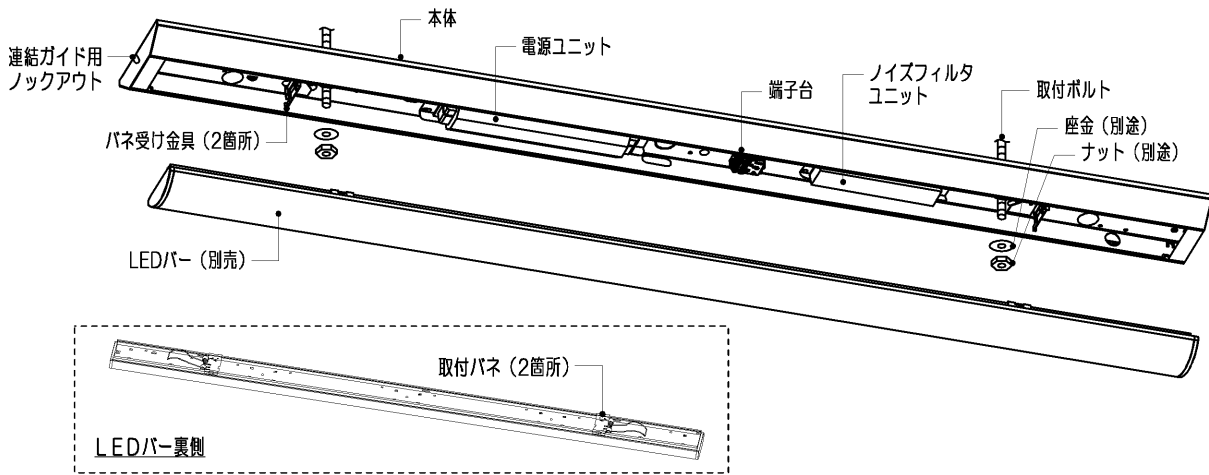 本体
連結ガイド用
ノックアウト
電源ユニット
端子台
ノイズフィルタ
ユニット
取付ボルト
座金（別途）
ナット（別途）
バネ受け金具（2箇所）
LEDバー（別売）
取付バネ（2箇所）
LEDバー裏側